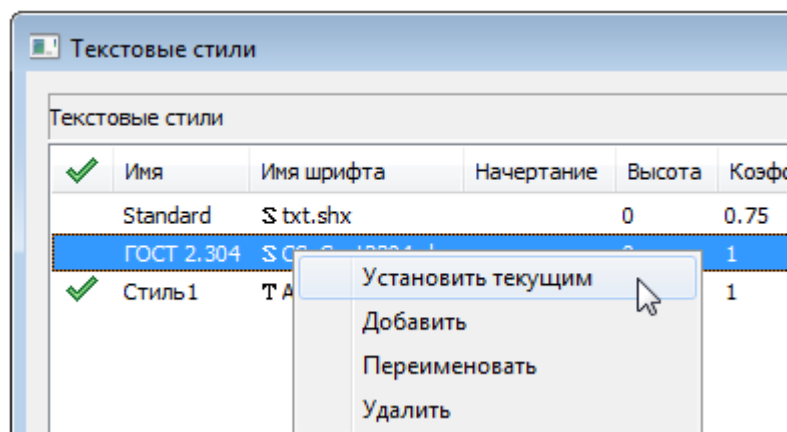 Текстовые стили
Текстовые стили
Имя Имя шрифта Начертание Высота
Standard txt.shx 0 0.75
ГОСТ 2.304 1
Стиль1 1
Установить текущим
Добавить
Переименовать
Удалить